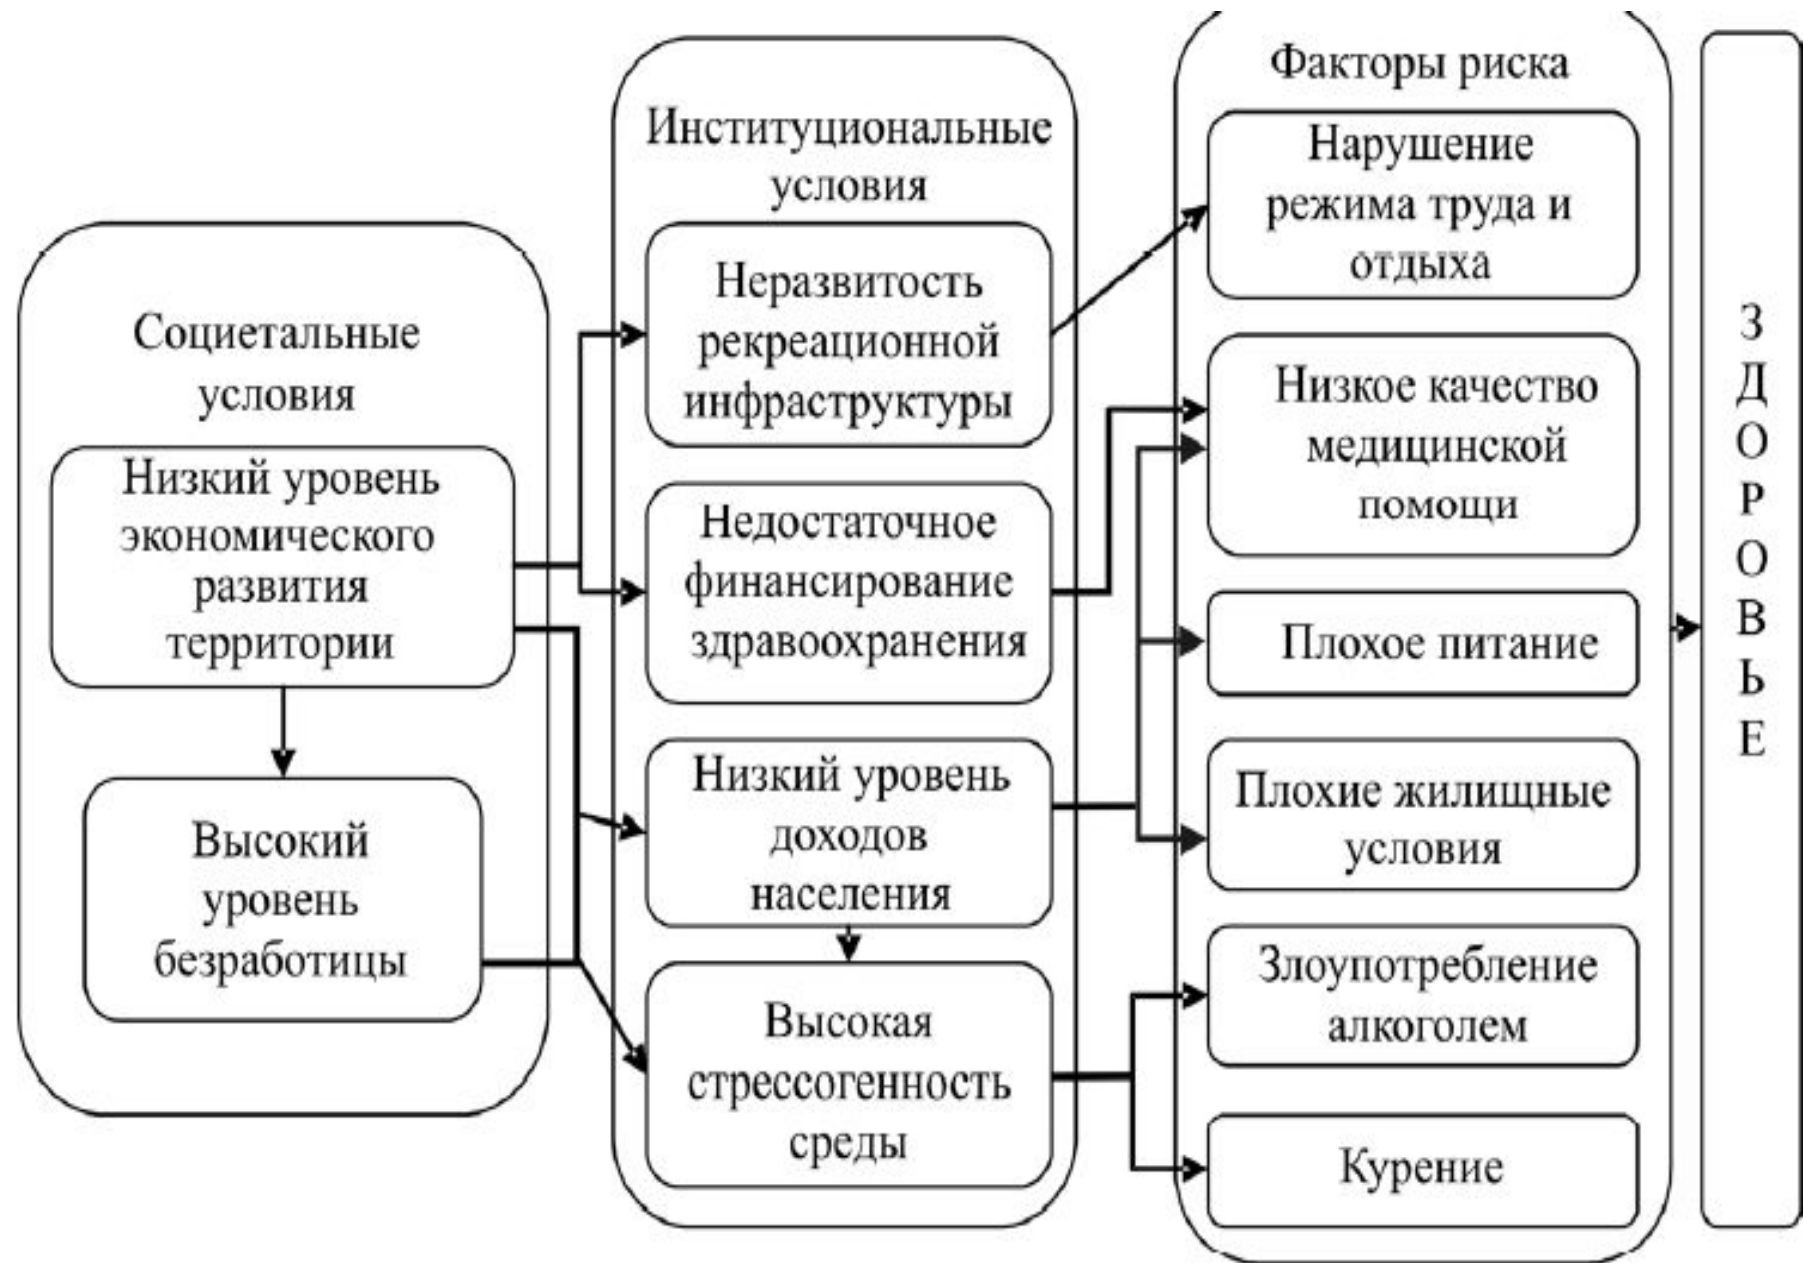 Социетальные
условия
Низкий уровень
экономического
развития
территории
Высокий
уровень
безработицы
Институциональные
условия
Неразвитость
рекреационной
инфраструктуры
Недостаточное
финансирование
здравоохранения
Низкий уровень
доходов
населения
Высокая
стрессогенность
среды
Факторы риска
Нарушение
режима труда и
отдыха
Низкое качество
медицинской
помощи
Плохое питание
Плохие жилищные
условия
Злоупотребление
алкоголем
Курение
ЗДОРОВЬЕ